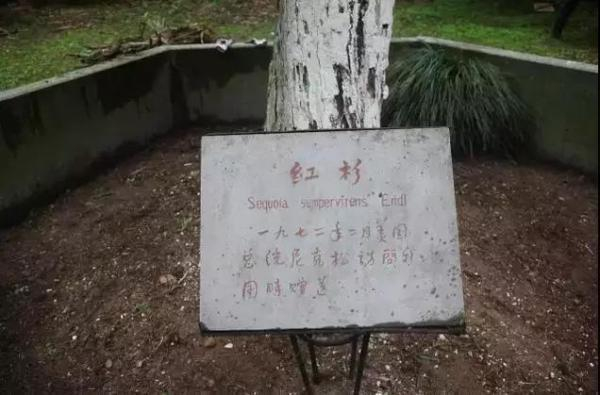 红杉
Sequoia sempervirens Endl
一九七二年二月美国
总统尼克松访问我
国时赠送